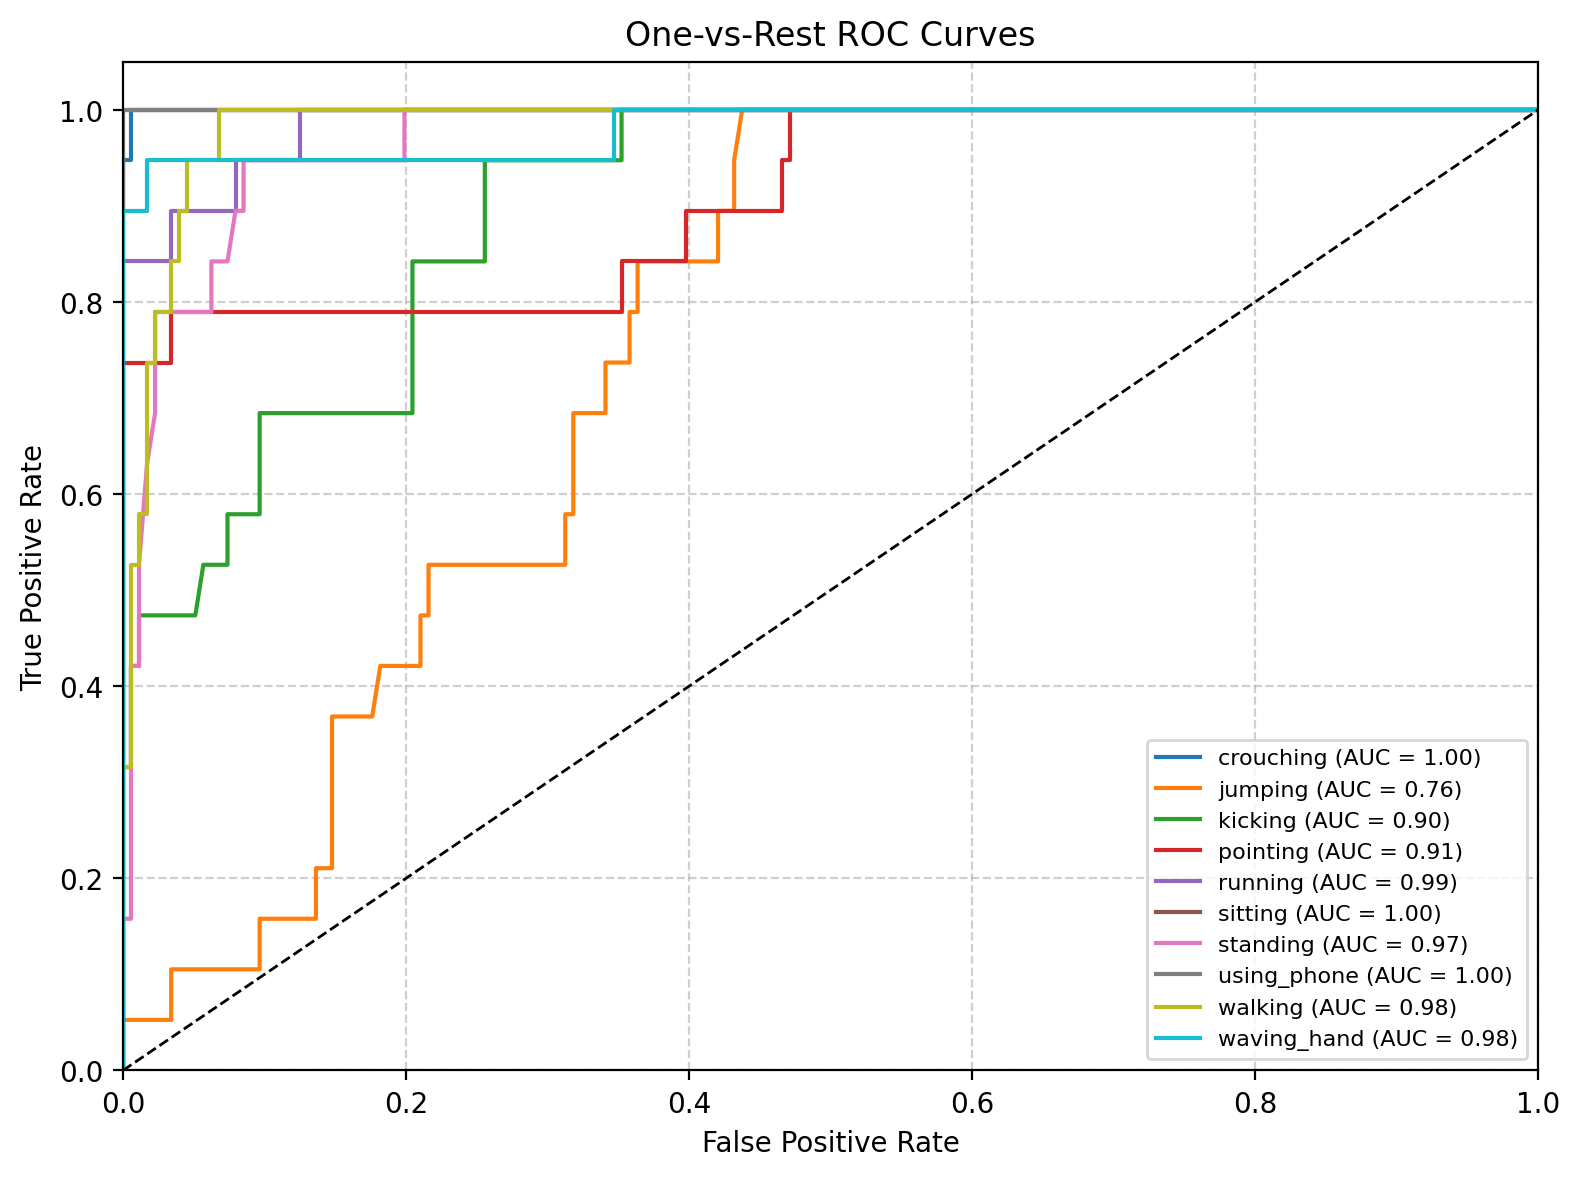 One-vs-Rest ROC Curves
True Positive Rate
1.0
0.8
0.6
0.4
0.2
0.0
crouching (AUC = 1.00)
jumping (AUC = 0.76)
kicking (AUC = 0.90)
pointing (AUC = 0.91)
running (AUC = 0.99)
sitting (AUC = 1.00)
standing (AUC = 0.97)
using_phone (AUC = 1.00)
walking (AUC = 0.98)
waving_hand (AUC = 0.98)
0.0 0.2 0.4 0.6 0.8 1.0
False Positive Rate